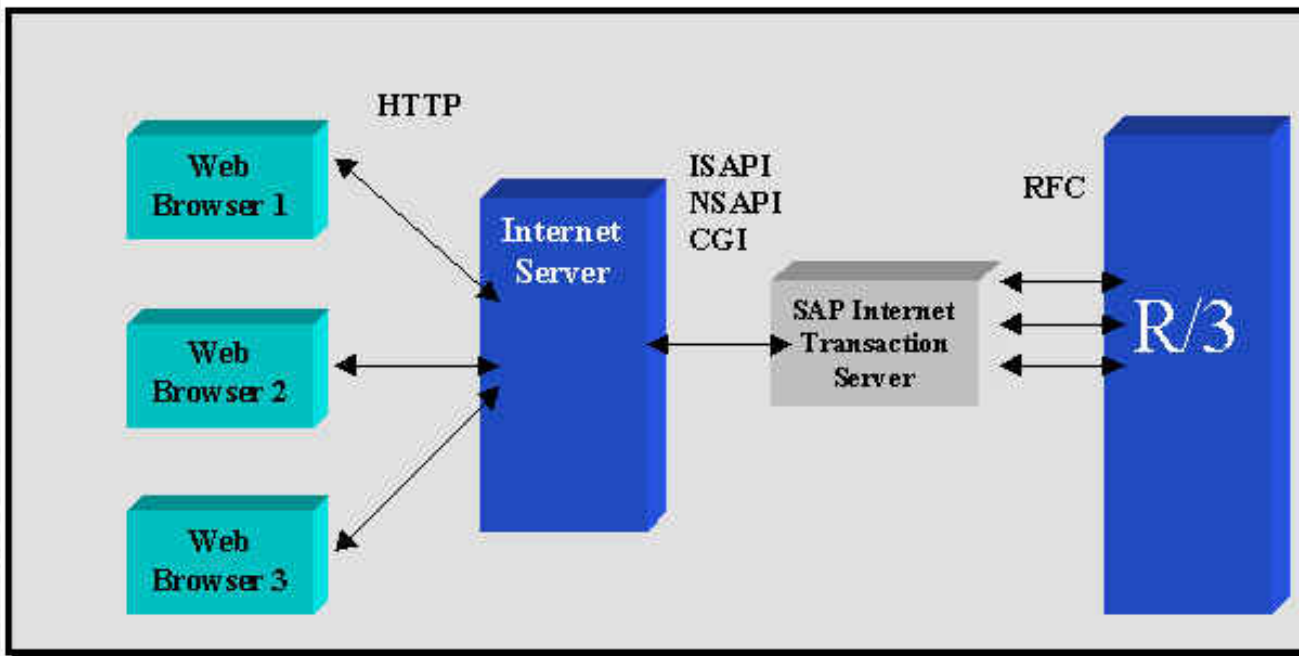 HTTP
Web
Browser 1
Web
Browser 2
Web
Browser 3
Internet
Server
ISAPI
NSAPI
CGI
SAP Internet
Transaction
Server
RFC
R/3